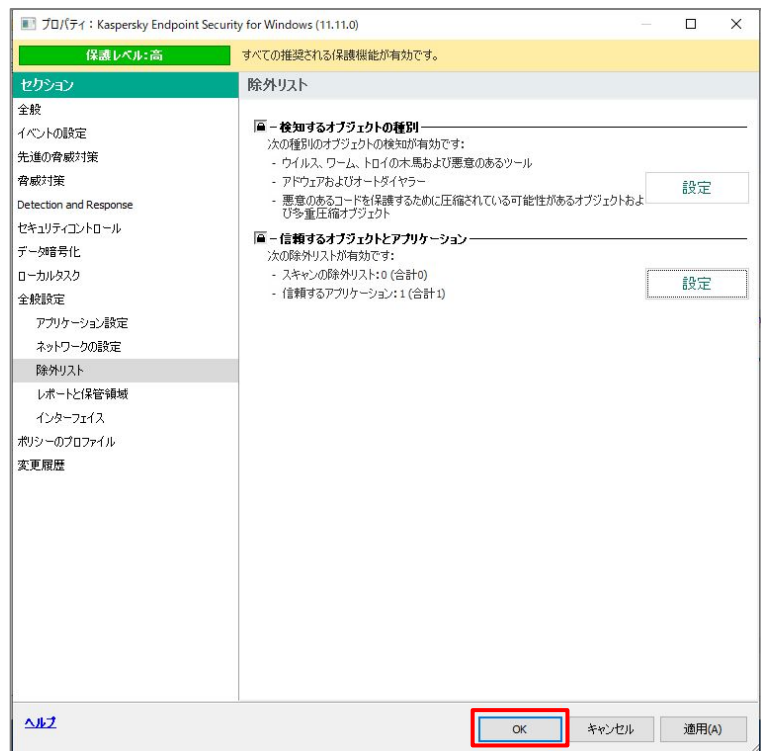 プロパティ：Kaspersky Endpoint Security for Windows (11.11.0)
保護レベル:高
すべての推奨される保護機能が有効です。
セクション
除外リスト
全般
イベントの設定
先進の脅威対策
脅威対策
Detection and Response
セキュリティコントロール
データ暗号化
ローカルタスク
全般設定
アプリケーション設定
ネットワークの設定
除外リスト
レポートと保管領域
インターフェイス
ポリシーのプロファイル
変更履歴
検知するオブジェクトの種別
次の種別のオブジェクトの検知が有効です:
- ウイルス、ワーム、トロイの木馬および悪意のあるツール
- アドウェアおよびオートダイヤラー
- 悪意のあるコードを保護するために圧縮されている可能性があるオブジェクトおよ
び多重圧縮オブジェクト
設定
信頼するオブジェクトとアプリケーション
次の除外リストが有効です:
- スキャンの除外リスト: 0 (合計0)
- 信頼するアプリケーション: 1 (合計1)
設定
ヘルプ
OK
キャンセル
適用(A)